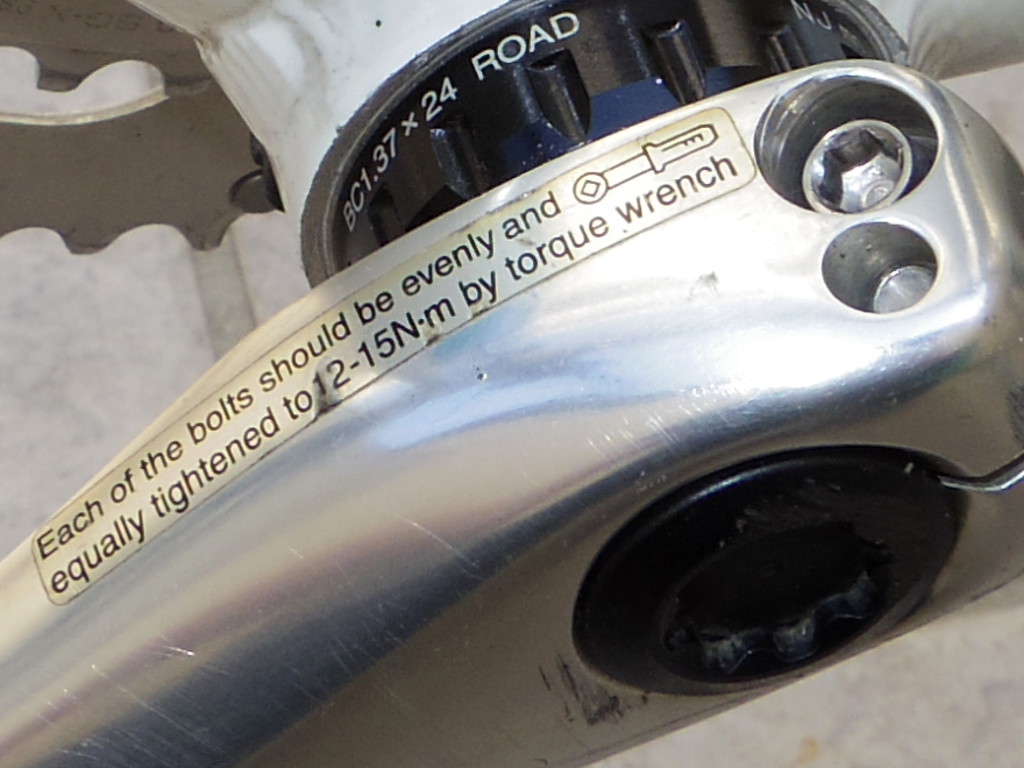 BC1.37×24 ROAD
Each of the bolts should be evenly and
equally tightened to 12-15N·m by torque wrench